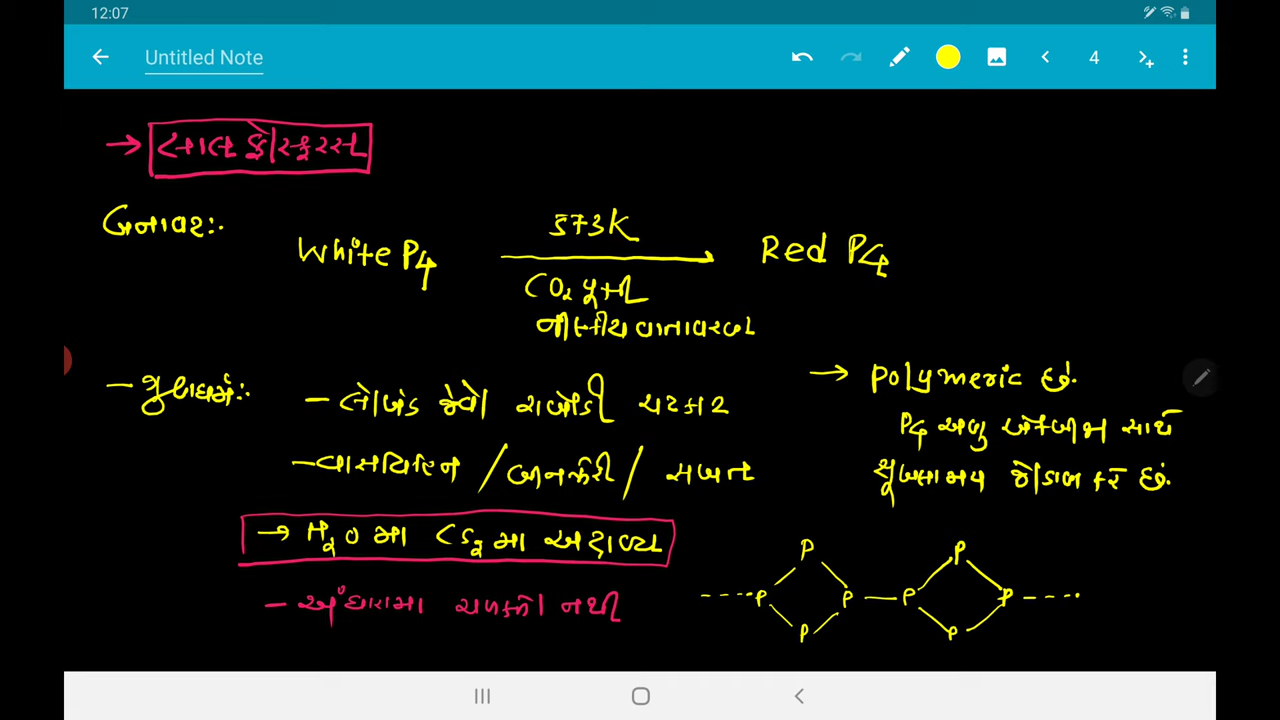 12:07
Untitled Note
4
→ લાલ ફોસ્ફરસ
બનાવટ:
White P4
573K
Red P4
CO2 યુક્ત
નિષ્ક્રીય વાતાવરણ
- ગુણધર્મ:
- લોખંડ જેવો રાખોડી ચળકાટ
- વાસરહિત / બીનઝેરી / સખત
→ H2O મા CS2 મા અદ્રાવ્ય
- અંધારામા ચળકતો નથી
→ Polymeric છે.
P4 અણુ એકબીજા સાથે
શૃંખલામય જોડાણ કરે છે.
P P
----P P — P P ----
P P